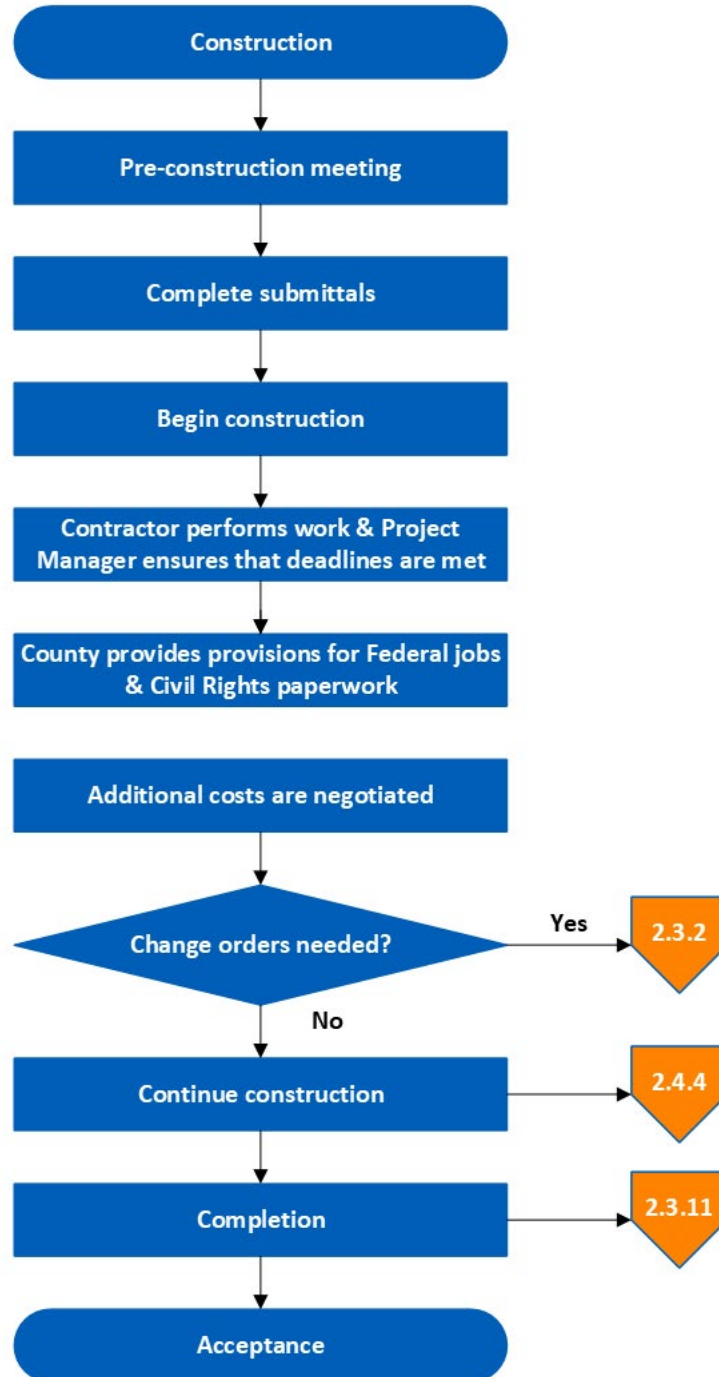 Construction
Pre-construction meeting
Complete submittals
Begin construction
Contractor performs work & Project
Manager ensures that deadlines are met
County provides provisions for Federal jobs
& Civil Rights paperwork
Additional costs are negotiated
Change orders needed?
Yes
2.3.2
No
Continue construction
2.4.4
Completion
2.3.11
Acceptance